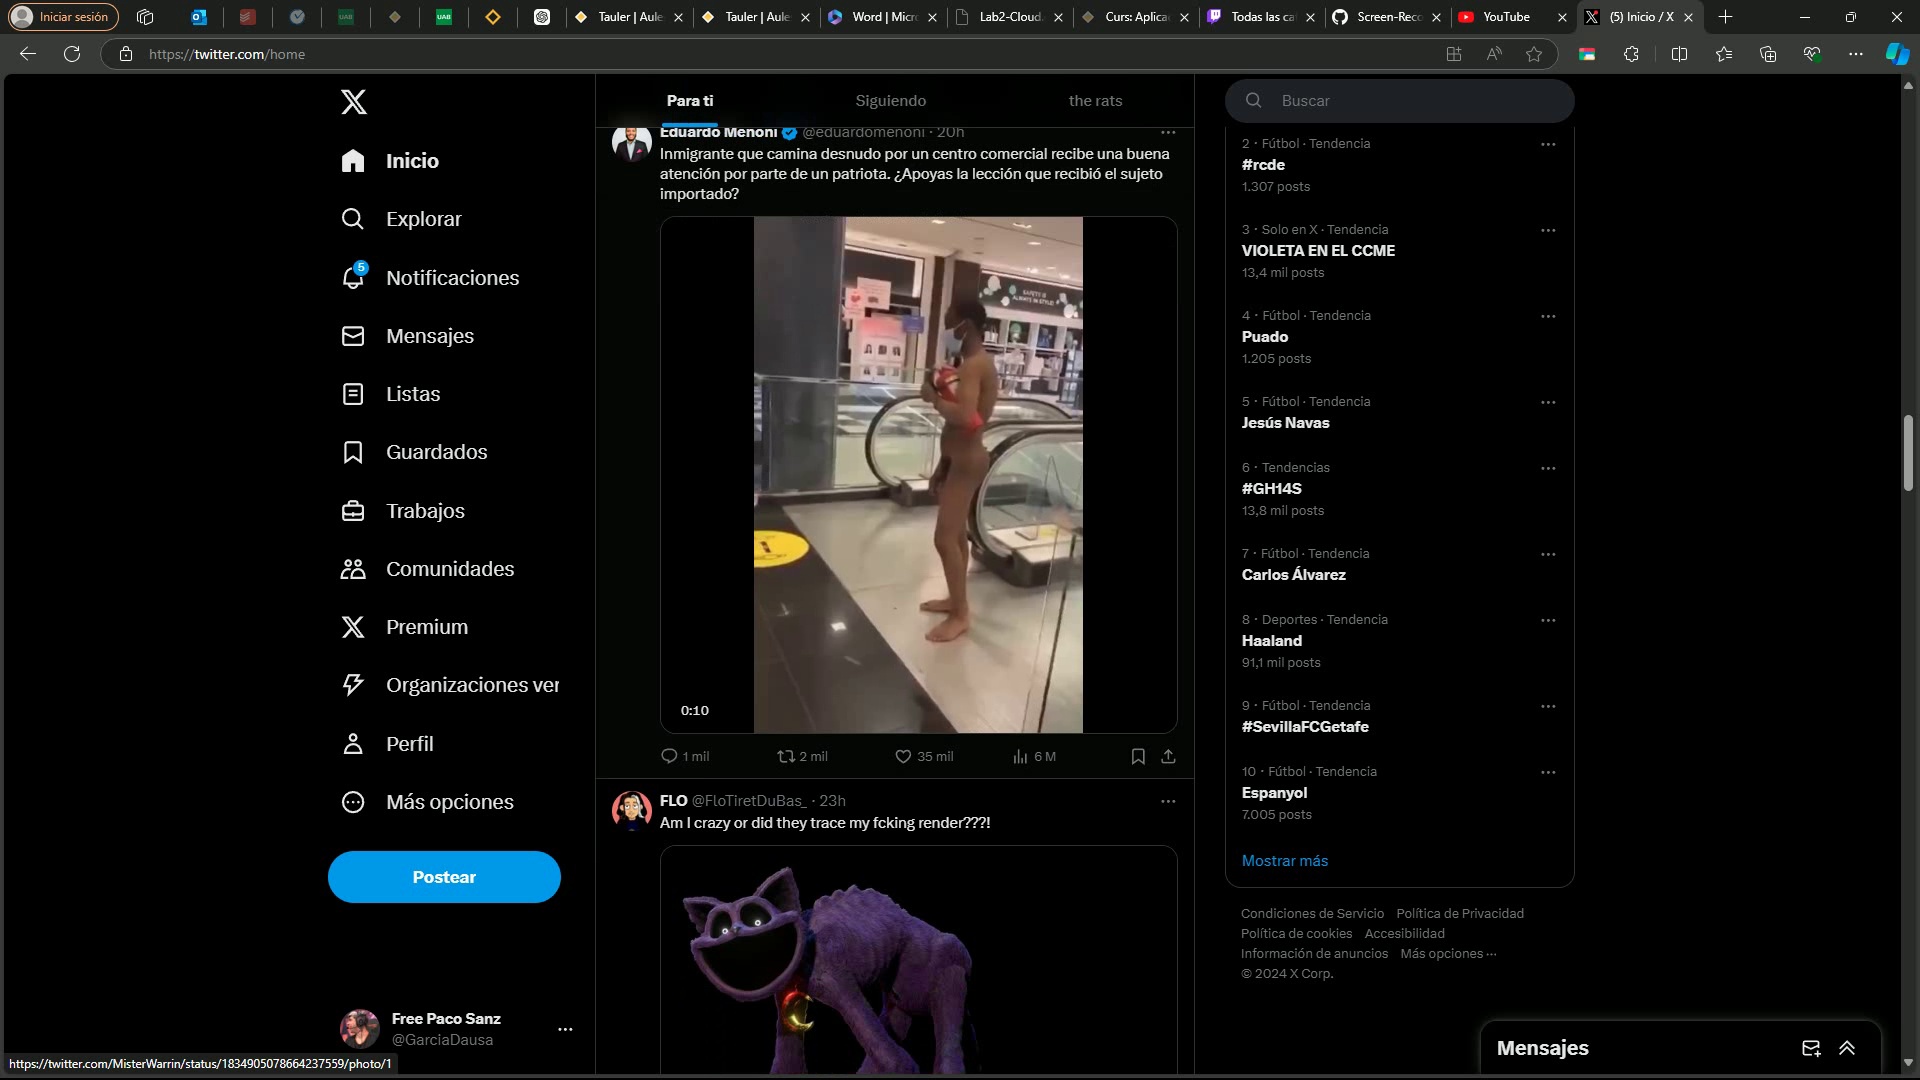 Iniciar sesión
Tauler | Aule
Tauler | Aule
Word | Micr
Lab2-Cloud.
Curs: Aplica
Todas las ca
Screen-Reco
YouTube
(5) Inicio / X
https://twitter.com/home
Inicio
Explorar
5
Notificaciones
Mensajes
Listas
Guardados
Trabajos
Comunidades
Premium
Organizaciones ver
Perfil
Más opciones
Postear
Free Paco Sanz
@GarciaDausa
https://twitter.com/MisterWarrin/status/1834905078664237559/photo/1
Para ti
Siguiendo
the rats
Eduardo Menoni @eduardomenoni · 20h
Inmigrante que camina desnudo por un centro comercial recibe una buena
atención por parte de un patriota. ¿Apoyas la lección que recibió el sujeto
importado?
SAFETY IS
ALWAYS IN STYLE!
0:10
1 mil
2 mil
35 mil
6 M
FLO @FloTiretDuBas_ · 23h
Am I crazy or did they trace my fcking render???!
Buscar
2 · Fútbol · Tendencia
#rcde
1.307 posts
3 · Solo en X · Tendencia
VIOLETA EN EL CCME
13,4 mil posts
4 · Fútbol · Tendencia
Puado
1.205 posts
5 · Fútbol · Tendencia
Jesús Navas
6 · Tendencias
#GH14S
13,8 mil posts
7 · Fútbol · Tendencia
Carlos Álvarez
8 · Deportes · Tendencia
Haaland
91,1 mil posts
9 · Fútbol · Tendencia
#SevillaFCGetafe
10 · Fútbol · Tendencia
Espanyol
7.005 posts
Mostrar más
Condiciones de Servicio Política de Privacidad
Política de cookies Accesibilidad
Información de anuncios Más opciones ···
© 2024 X Corp.
Mensajes